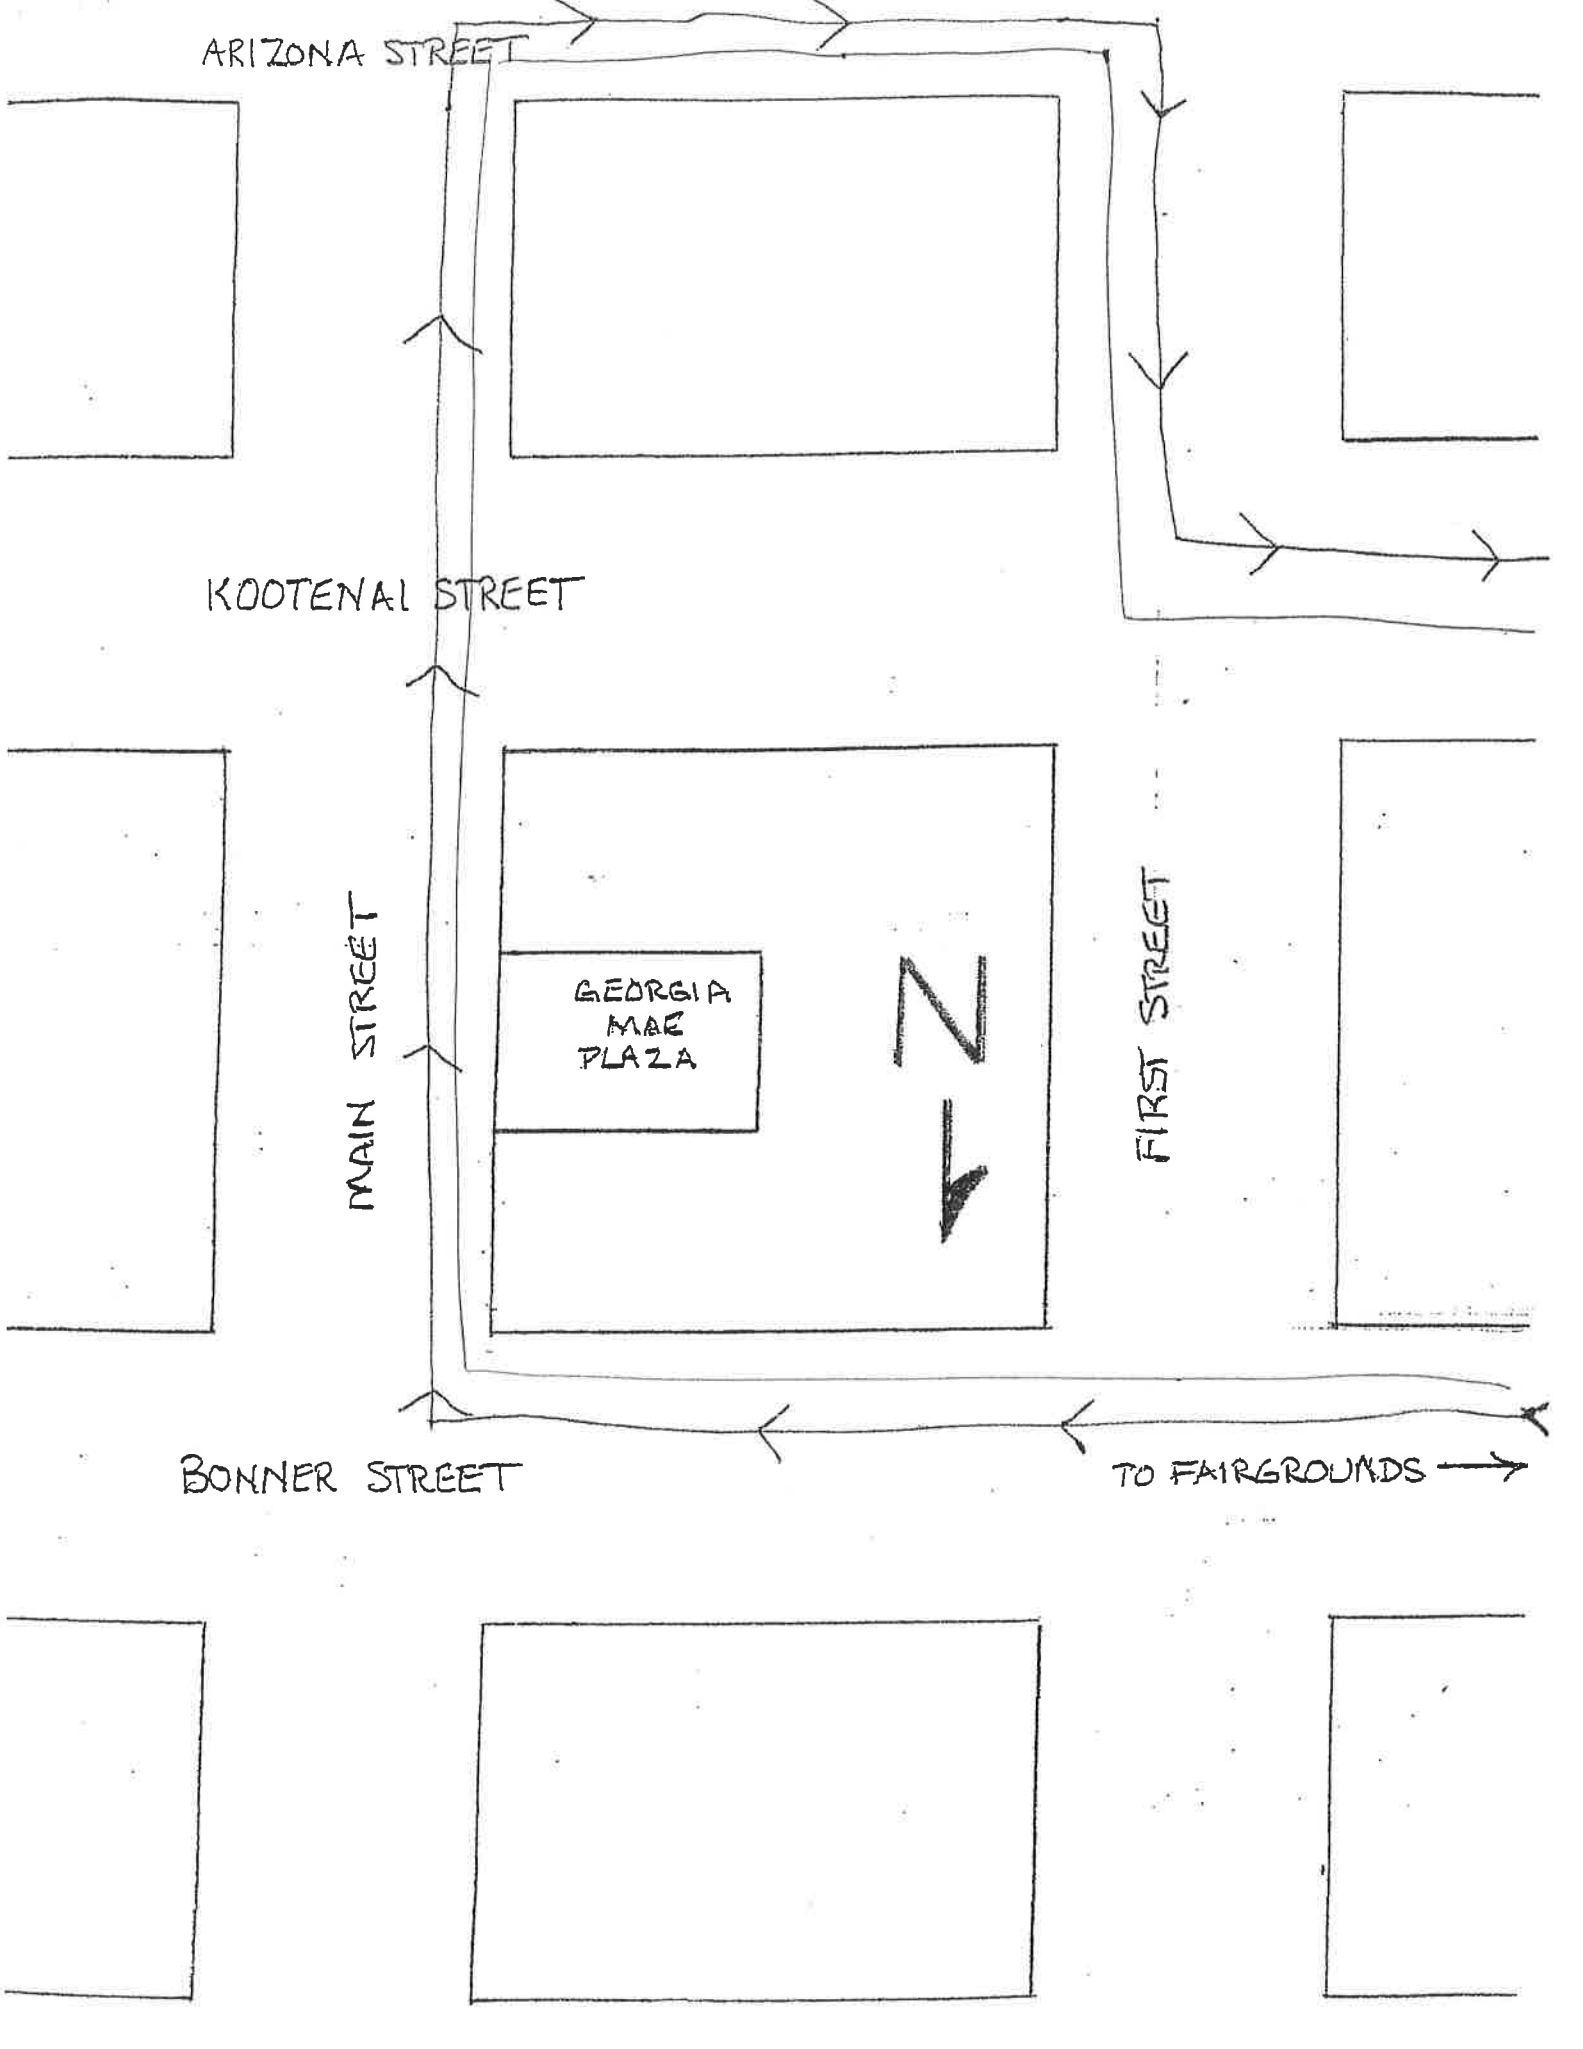 ARIZONA STREET
KOOTENAI STREET
MAIN STREET
GEORGIA
MAE
PLAZA
N
FIRST STREET
BONNER STREET
TO FAIRGROUNDS